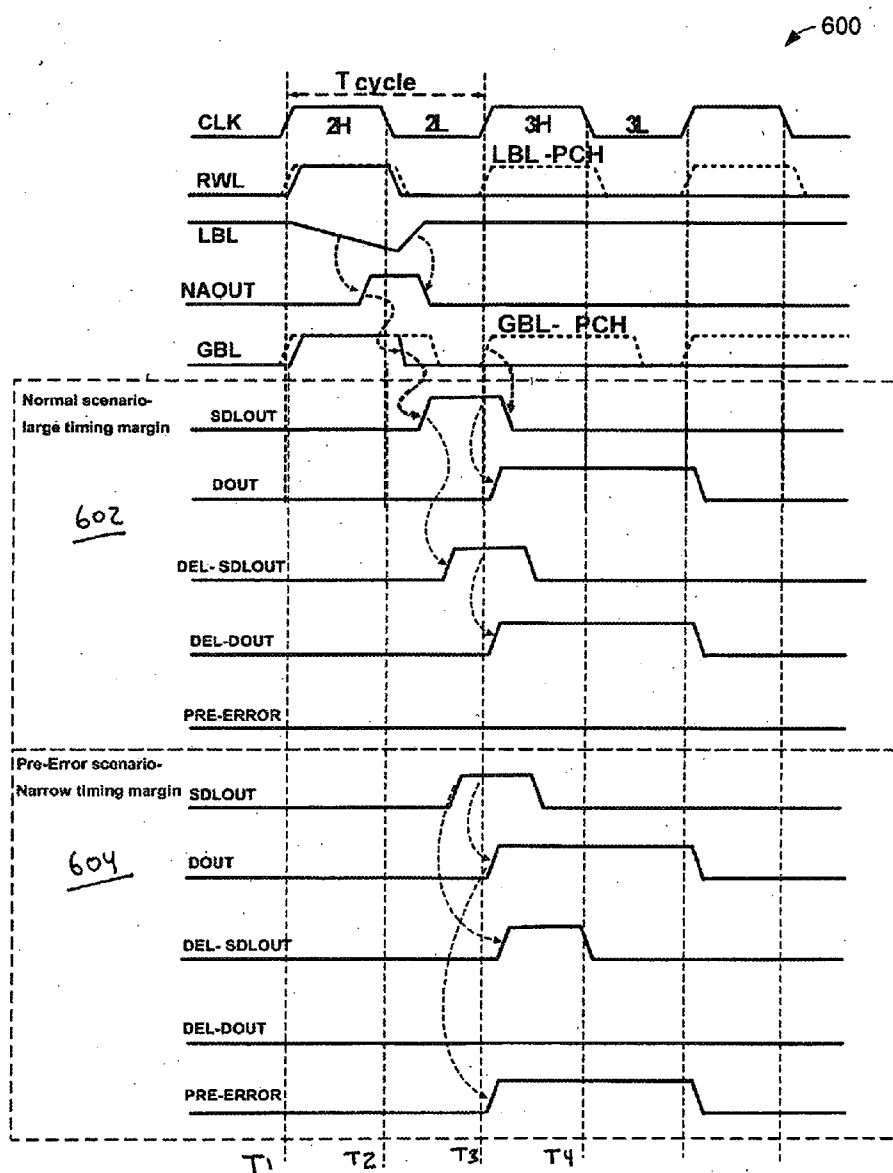 600
T cycle
CLK 2H 2L 3H 3L
RWL LBL-PCH
LBL
NAOUT
GBL GBL- PCH
Normal scenario-
large timing margin
SDLOUT
DOUT
602
DEL-SDLOUT
DEL-DOUT
PRE-ERROR
Pre-Error scenario-
Narrow timing margin
SDLOUT
604
DOUT
DEL-SDLOUT
DEL-DOUT
PRE-ERROR
T1 T2 T3 T4